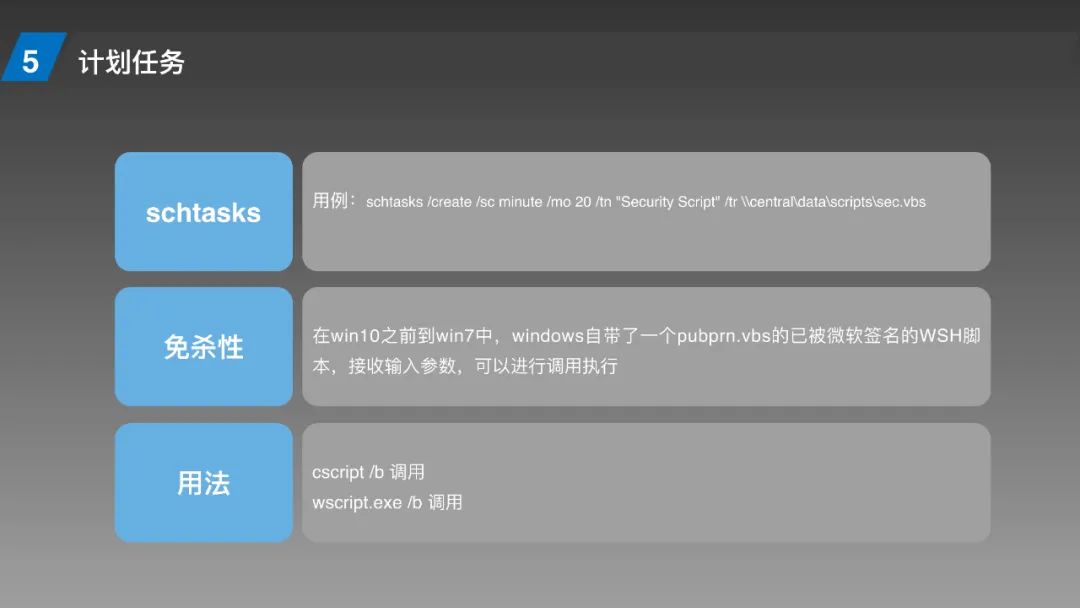 5 计划任务
schtasks
用例：schtasks /create /sc minute /mo 20 /tn "Security Script" /tr \\central\data\scripts\sec.vbs
免杀性
在win10之前到win7中，windows自带了一个pubprn.vbs的已被微软签名的WSH脚
本，接收输入参数，可以进行调用执行
用法
cscript /b 调用
wscript.exe /b 调用